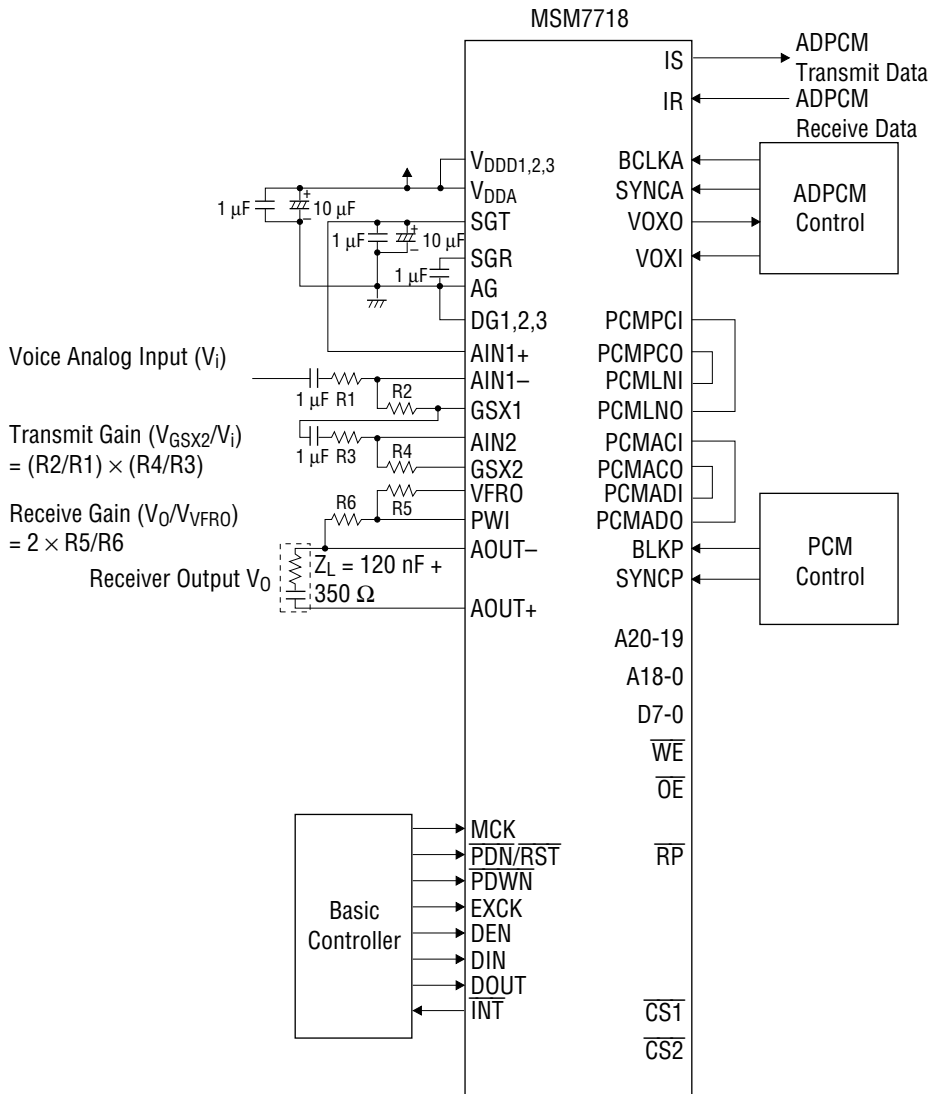 MSM7718
IS
ADPCM
Transmit Data
IR
ADPCM
Receive Data
VDDD1,2,3
VDDA
1 µF
10 µF
SGT
1 µF
10 µF
SGR
1 µF
AG
DG1,2,3
BCLKA
SYNCA
VOXO
VOXI
ADPCM
Control
Voice Analog Input (Vi)
AIN1+
AIN1–
1 µF R1
R2
GSX1
Transmit Gain (VGSX2/Vi)
= (R2/R1) × (R4/R3)
AIN2
1 µF R3
R4
GSX2
VFRO
R6
R5
PWI
Receive Gain (VO/VVFRO)
= 2 × R5/R6
AOUT–
Receiver Output VO
ZL = 120 nF +
350 Ω
AOUT+
PCMPCI
PCMPCO
PCMLNI
PCMLNO
PCMACI
PCMACO
PCMADI
PCMADO
BLKP
SYNCP
PCM
Control
A20-19
A18-0
D7-0
WE
OE
Basic
Controller
MCK
PDN/RST
PDWN
EXCK
DEN
DIN
DOUT
INT
RP
CS1
CS2